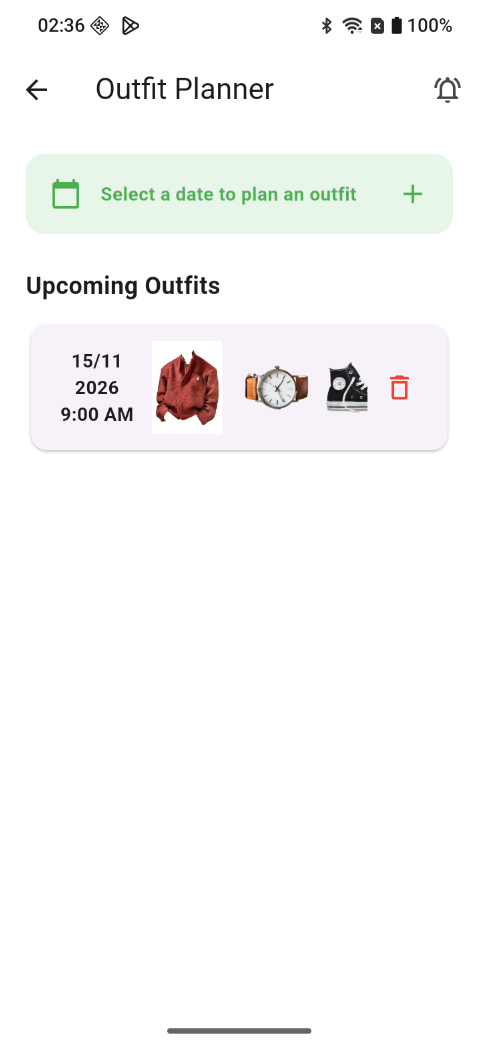 02:36
100%
Outfit Planner
Select a date to plan an outfit
Upcoming Outfits
15/11
2026
9:00 AM